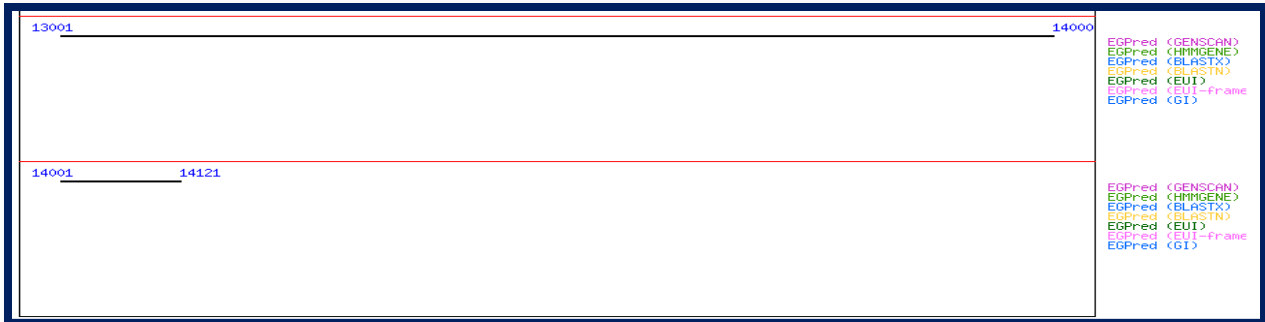 13001 14000
EGPred (GENSCAN)
EGPred (HMMGENE)
EGPred (BLASTX)
EGPred (BLASTN)
EGPred (EUI)
EGPred (EUI-frame
EGPred (GI)
14001 14121
EGPred (GENSCAN)
EGPred (HMMGENE)
EGPred (BLASTX)
EGPred (BLASTN)
EGPred (EUI)
EGPred (EUI-frame
EGPred (GI)